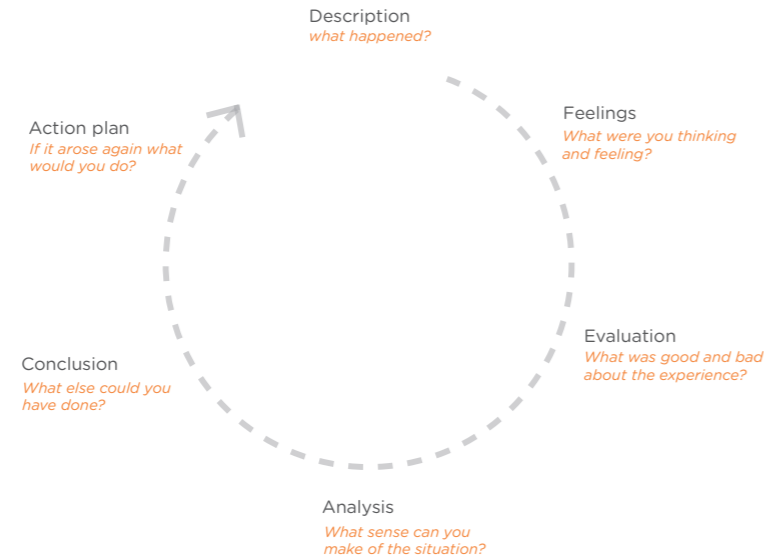 Description
what happened?
Feelings
What were you thinking
and feeling?
Evaluation
What was good and bad
about the experience?
Analysis
What sense can you
make of the situation?
Conclusion
What else could you
have done?
Action plan
If it arose again what
would you do?